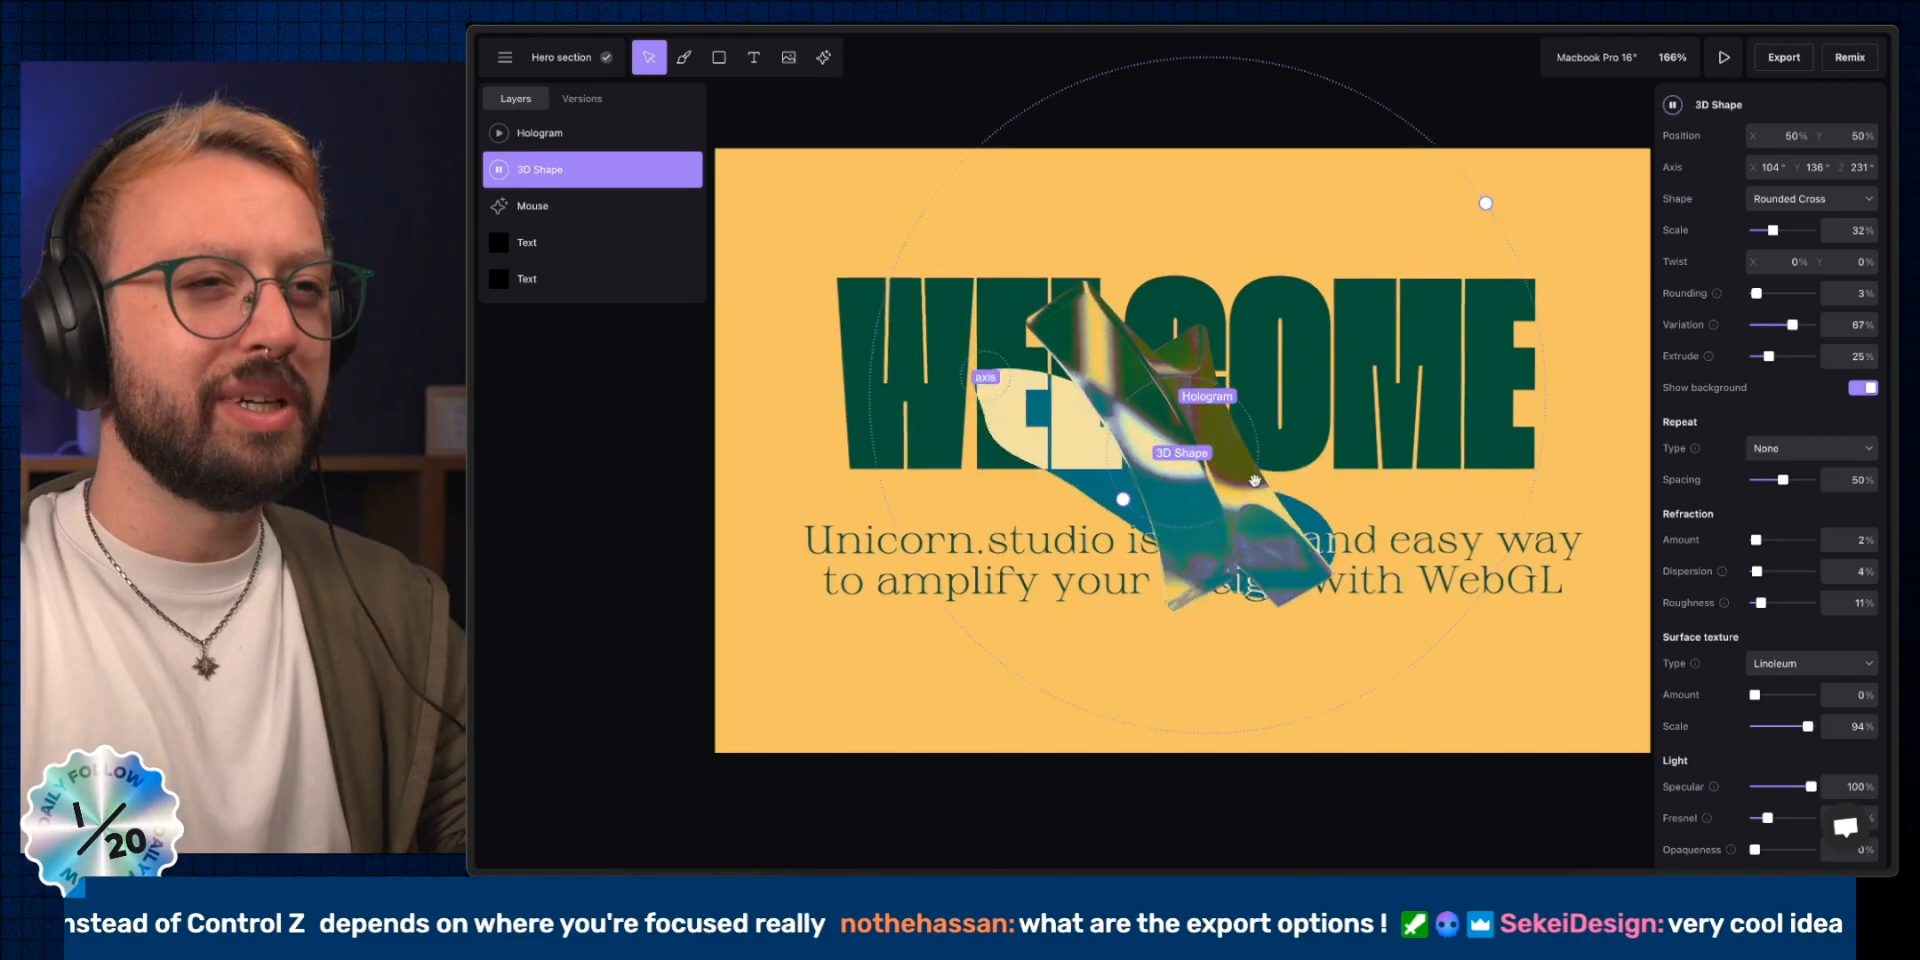 Hero section
T
Macbook Pro 16"
166%
Export
Remix
Layers
Versions
Hologram
3D Shape
Mouse
Text
Text
WELCOME
axis
Hologram
3D Shape
Unicorn.studio is and easy way
to amplify your with WebGL
3D Shape
Position X 50% Y 50%
Axis X 104° Y 136° Z 231°
Shape Rounded Cross
Scale 32%
Twist X 0% Y 0%
Rounding 3%
Variation 67%
Extrude 25%
Show background
Repeat
Type None
Spacing 50%
Refraction
Amount 2%
Dispersion 4%
Roughness 11%
Surface texture
Type Linoleum
Amount 0%
Scale 94%
Light
Specular 100%
Fresnel %
Opaqueness 0%
DAILY FOLLOW
1/20
nstead of Control Z depends on where you're focused really nothehassan: what are the export options ! SekeiDesign: very cool idea